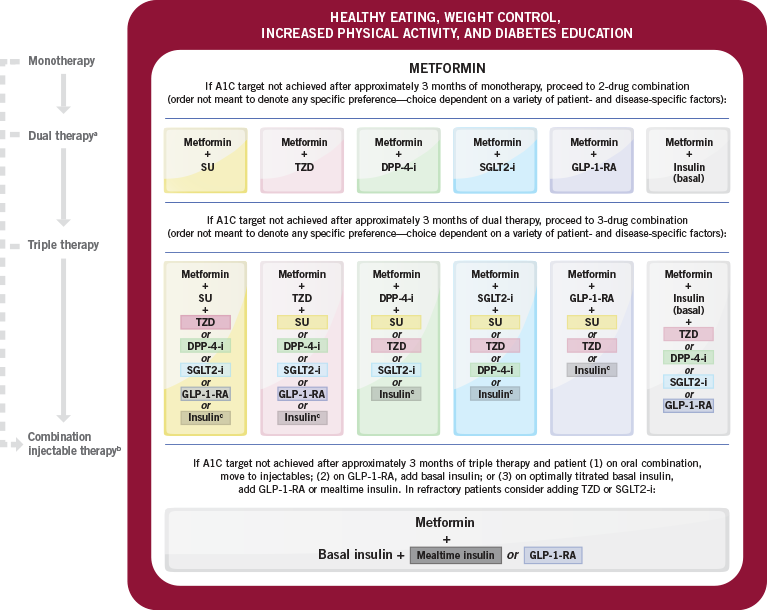 HEALTHY EATING, WEIGHT CONTROL,
INCREASED PHYSICAL ACTIVITY, AND DIABETES EDUCATION
Monotherapy
METFORMIN
If A1C target not achieved after approximately 3 months of monotherapy, proceed to 2-drug combination
(order not meant to denote any specific preference—choice dependent on a variety of patient- and disease-specific factors):
Dual therapyª
Metformin
+
SU
Metformin
+
TZD
Metformin
+
DPP-4-i
Metformin
+
SGLT2-i
Metformin
+
GLP-1-RA
Metformin
+
Insulin
(basal)
If A1C target not achieved after approximately 3 months of dual therapy, proceed to 3-drug combination
(order not meant to denote any specific preference—choice dependent on a variety of patient- and disease-specific factors):
Triple therapy
Metformin
+
SU
+
TZD
or
DPP-4-i
or
SGLT2-i
or
GLP-1-RA
or
Insulinᶜ
Metformin
+
TZD
+
SU
or
DPP-4-i
or
SGLT2-i
or
GLP-1-RA
or
Insulinᶜ
Metformin
+
DPP-4-i
+
SU
or
TZD
or
SGLT2-i
or
Insulinᶜ
Metformin
+
SGLT2-i
+
SU
or
TZD
or
DPP-4-i
or
Insulinᶜ
Metformin
+
GLP-1-RA
+
SU
or
TZD
or
Insulinᶜ
Metformin
+
Insulin
(basal)
+
TZD
or
DPP-4-i
or
SGLT2-i
or
GLP-1-RA
Combination
injectable therapyᵇ
If A1C target not achieved after approximately 3 months of triple therapy and patient (1) on oral combination,
move to injectables; (2) on GLP-1-RA, add basal insulin; or (3) on optimally titrated basal insulin,
add GLP-1-RA or mealtime insulin. In refractory patients consider adding TZD or SGLT2-i:
Metformin
+
Basal insulin + Mealtime insulin or GLP-1-RA